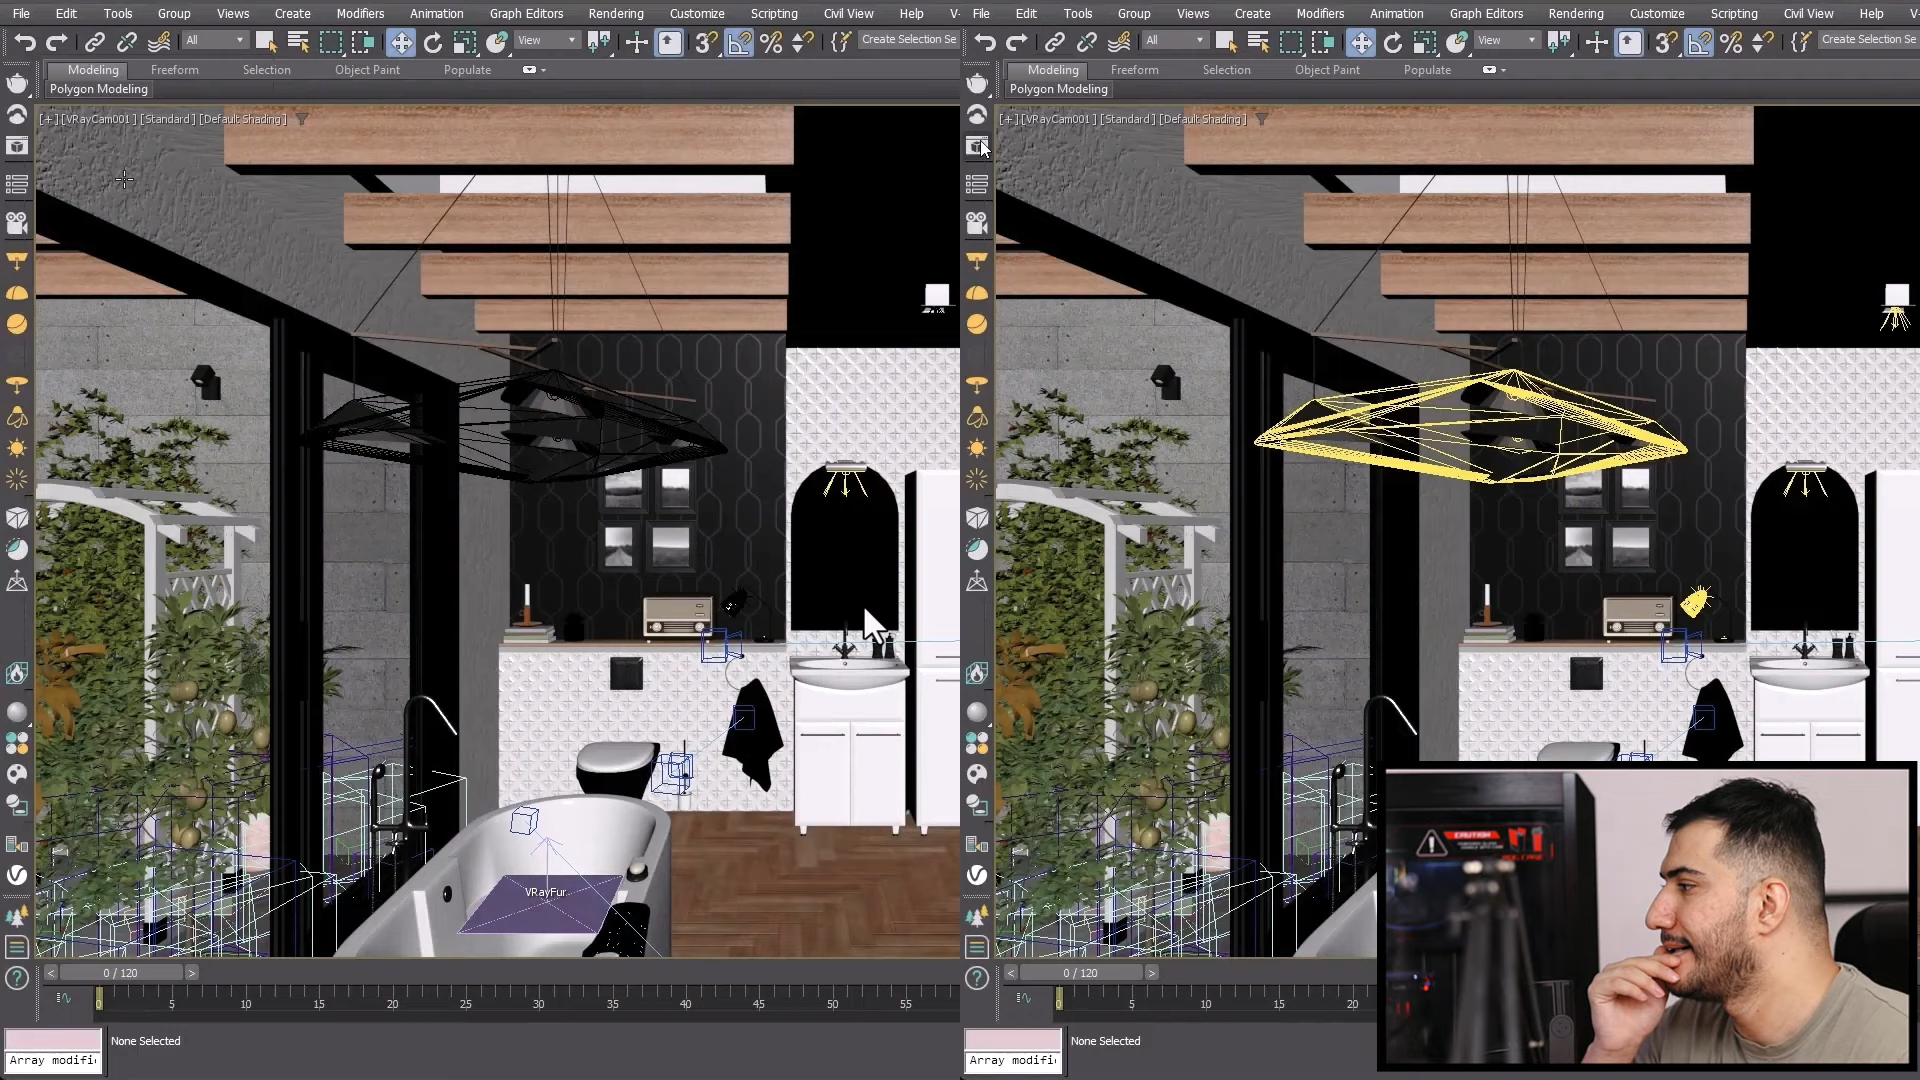 File Edit Tools Group Views Create Modifiers Animation Graph Editors Rendering Customize Scripting Civil View Help V-
File Edit Tools Group Views Create Modifiers Animation Graph Editors Rendering Customize Scripting Civil View Help V-
All View Create Selection Se
All View Create Selection Se
Modeling Freeform Selection Object Paint Populate
Modeling Freeform Selection Object Paint Populate
Polygon Modeling
Polygon Modeling
[+] [VRayCam001 ] [Standard ] [Default Shading ]
[+] [VRayCam001 ] [Standard ] [Default Shading ]
VRayFur
CAUTION
< 0 / 120 >
< 0 / 120 >
0 5 10 15 20 25 30 35 40 45 50 55
0 5 10 15 20
None Selected
None Selected
Array modifi
Array modifi